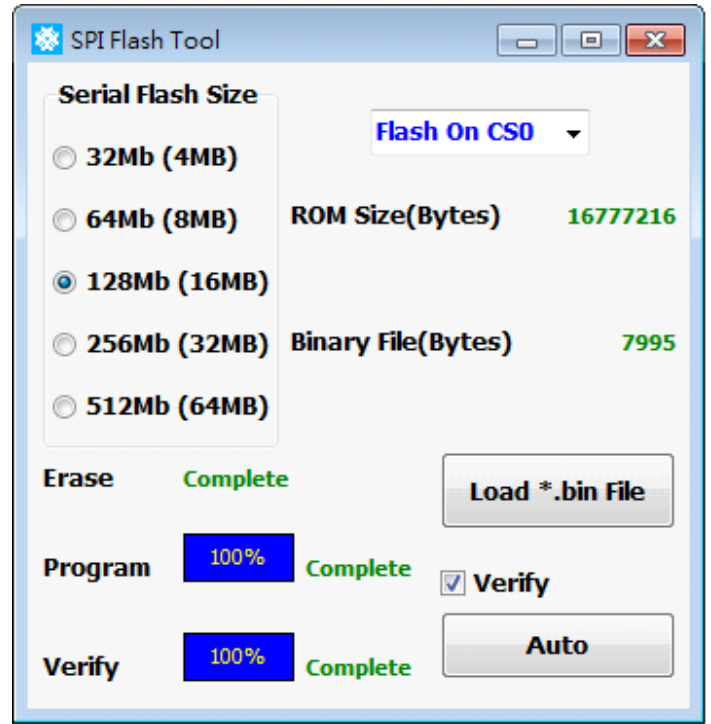 SPI Flash Tool
Serial Flash Size
Flash On CS0
32Mb (4MB)
64Mb (8MB)
ROM Size(Bytes) 16777216
128Mb (16MB)
256Mb (32MB)
Binary File(Bytes) 7995
512Mb (64MB)
Erase Complete
Load *.bin File
Program 100% Complete
Verify
Auto
Verify 100% Complete